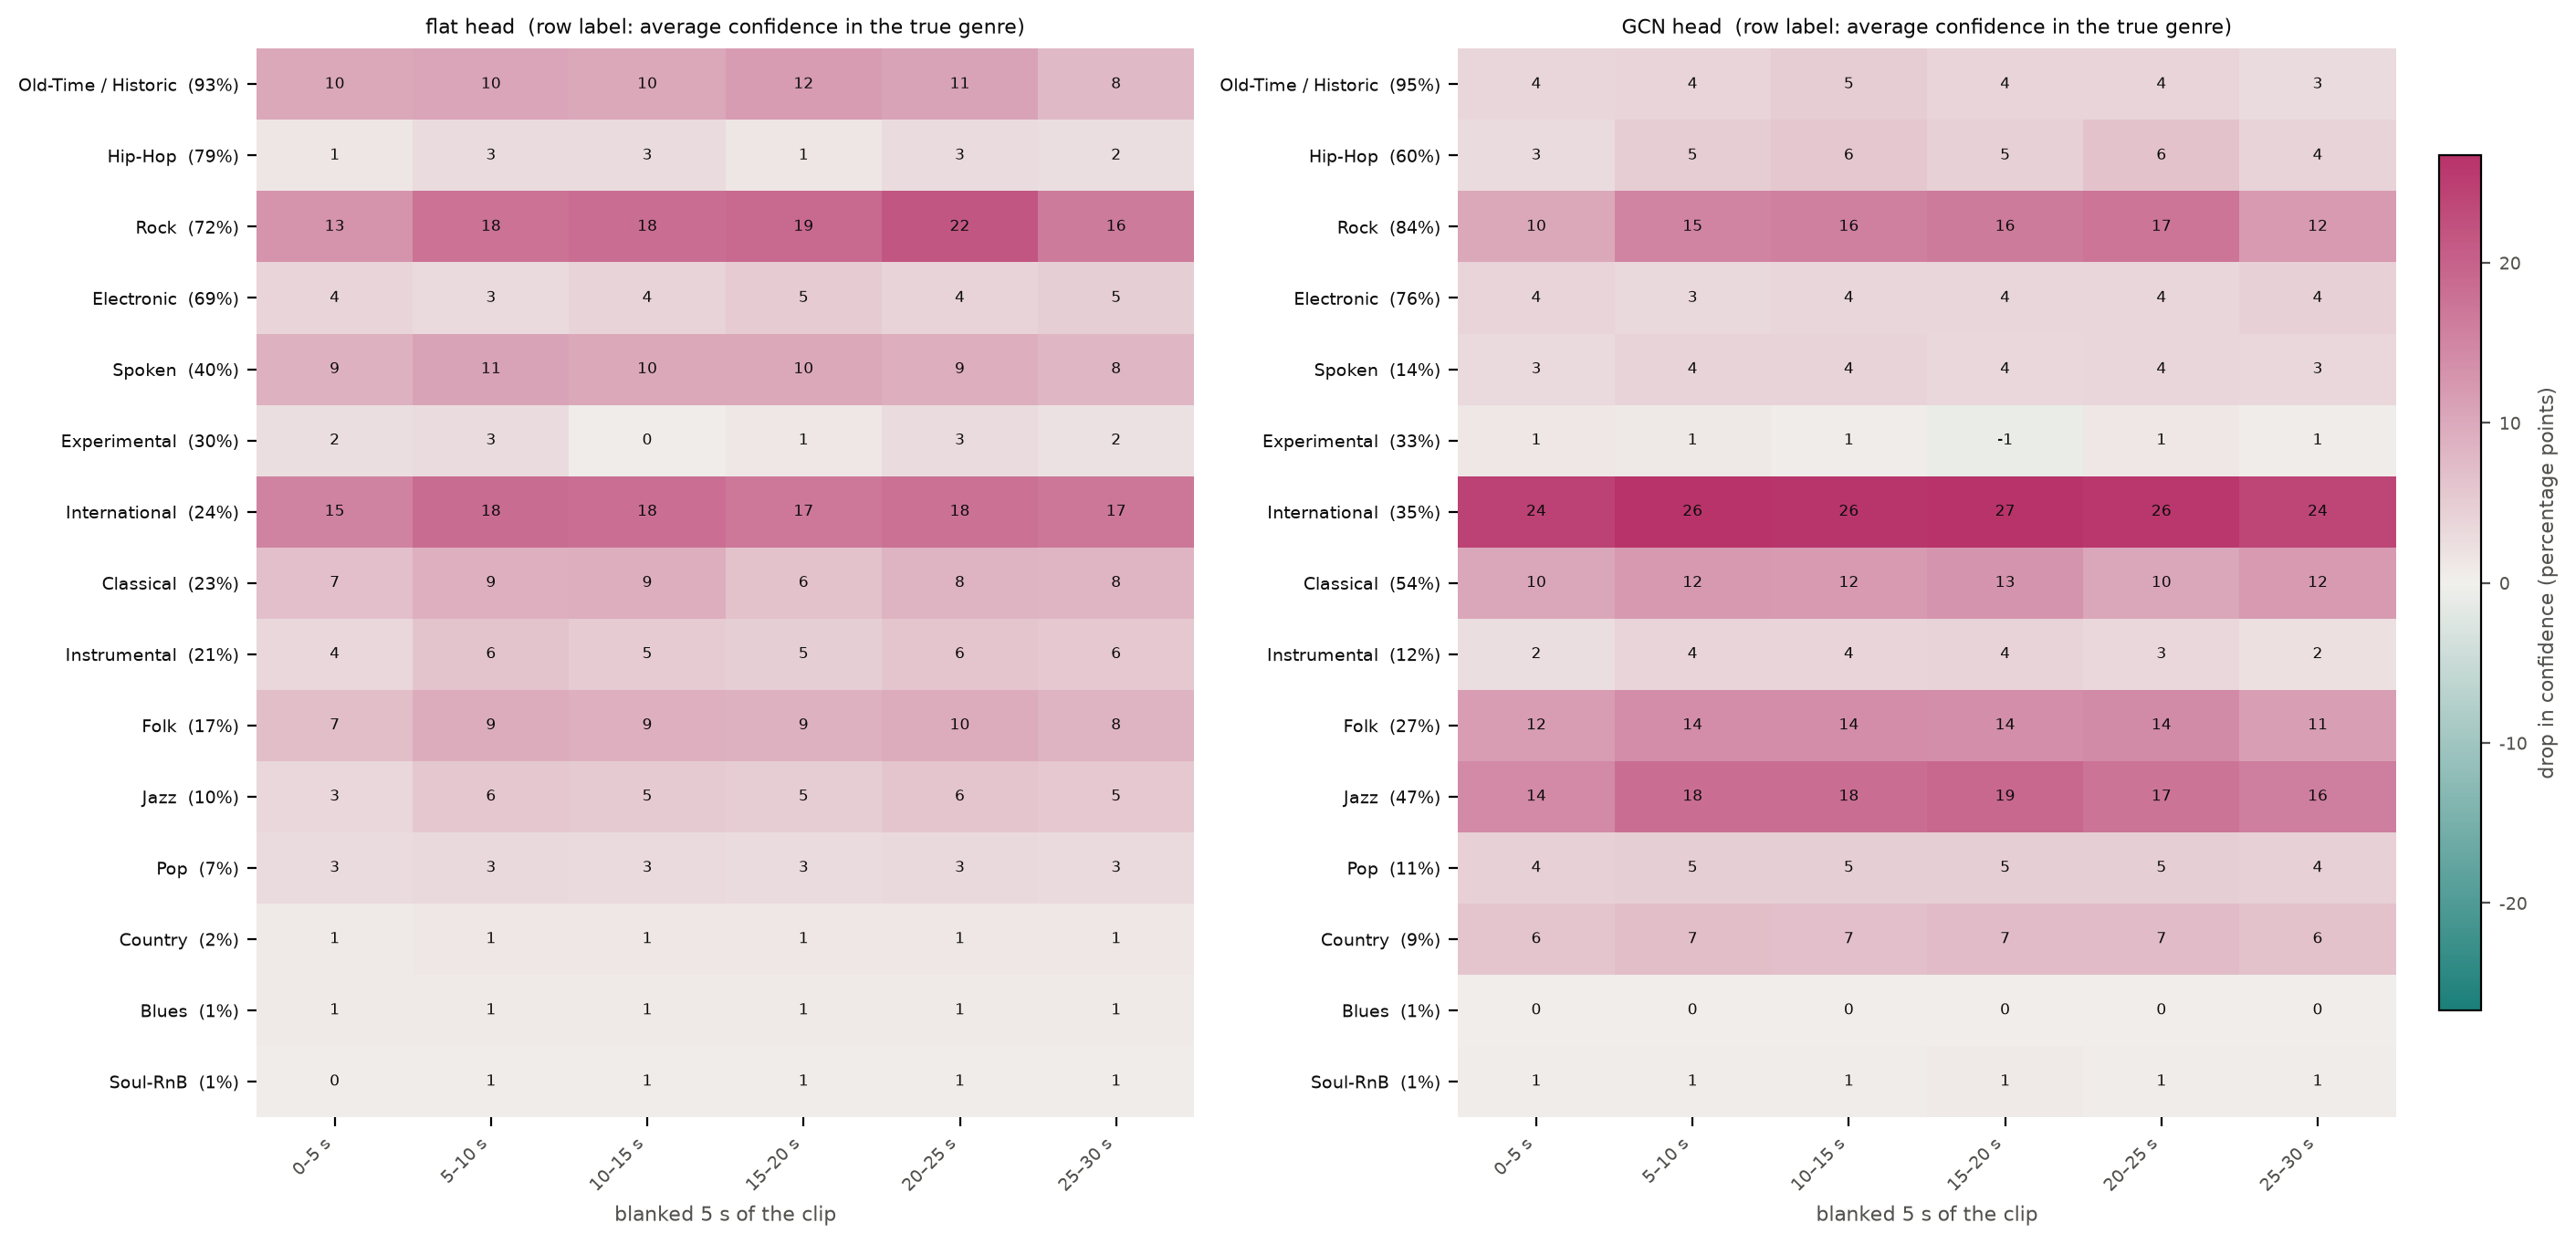 flat head  (row label: average confidence in the true genre)
Old-Time / Historic  (93%) 10 10 10 12 11 8
Hip-Hop  (79%) 1 3 3 1 3 2
Rock  (72%) 13 18 18 19 22 16
Electronic  (69%) 4 3 4 5 4 5
Spoken  (40%) 9 11 10 10 9 8
Experimental  (30%) 2 3 0 1 3 2
International  (24%) 15 18 18 17 18 17
Classical  (23%) 7 9 9 6 8 8
Instrumental  (21%) 4 6 5 5 6 6
Folk  (17%) 7 9 9 9 10 8
Jazz  (10%) 3 6 5 5 6 5
Pop  (7%) 3 3 3 3 3 3
Country  (2%) 1 1 1 1 1 1
Blues  (1%) 1 1 1 1 1 1
Soul-RnB  (1%) 0 1 1 1 1 1
0–5 s 5–10 s 10–15 s 15–20 s 20–25 s 25–30 s
blanked 5 s of the clip
GCN head  (row label: average confidence in the true genre)
Old-Time / Historic  (95%) 4 4 5 4 4 3
Hip-Hop  (60%) 3 5 6 5 6 4
Rock  (84%) 10 15 16 16 17 12
Electronic  (76%) 4 3 4 4 4 4
Spoken  (14%) 3 4 4 4 4 3
Experimental  (33%) 1 1 1 -1 1 1
International  (35%) 24 26 26 27 26 24
Classical  (54%) 10 12 12 13 10 12
Instrumental  (12%) 2 4 4 4 3 2
Folk  (27%) 12 14 14 14 14 11
Jazz  (47%) 14 18 18 19 17 16
Pop  (11%) 4 5 5 5 5 4
Country  (9%) 6 7 7 7 7 6
Blues  (1%) 0 0 0 0 0 0
Soul-RnB  (1%) 1 1 1 1 1 1
0–5 s 5–10 s 10–15 s 15–20 s 20–25 s 25–30 s
blanked 5 s of the clip
20
10
0
-10
-20
drop in confidence (percentage points)